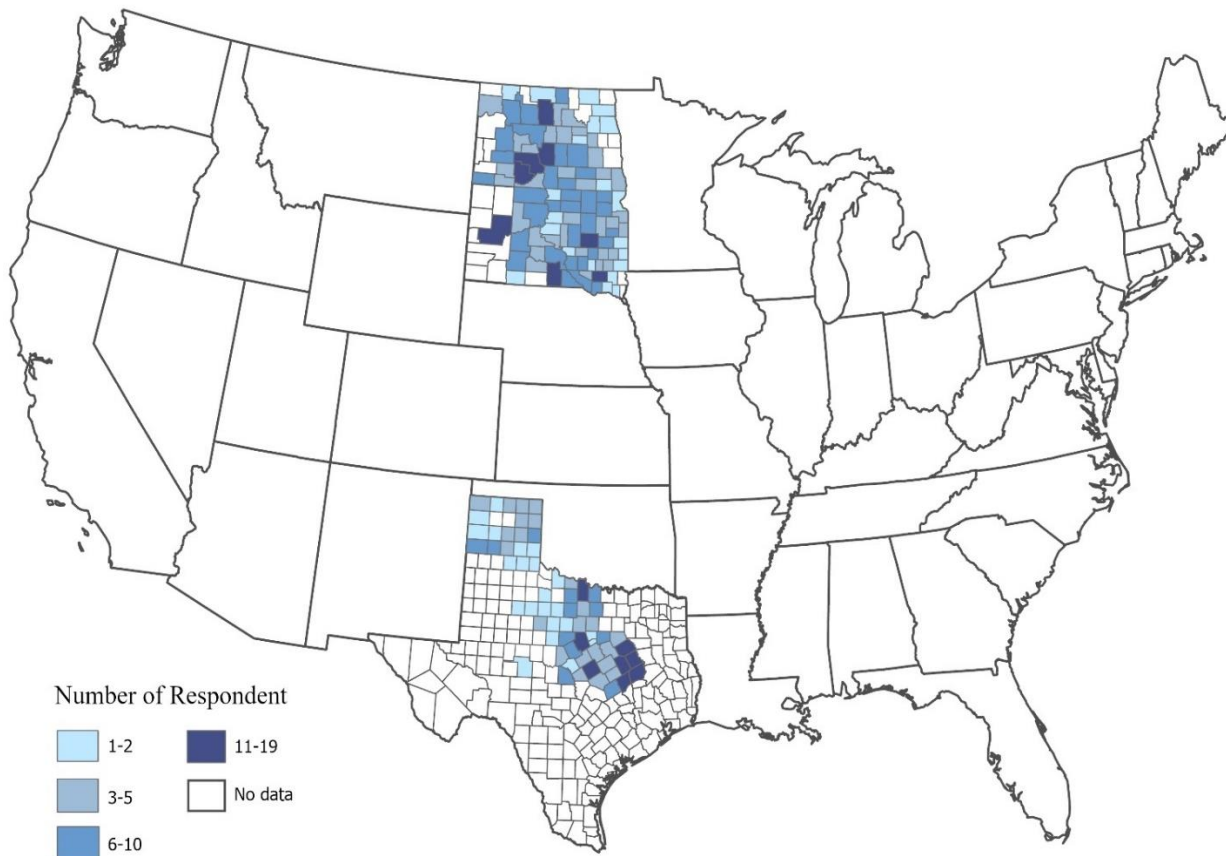 Number of Respondent
1-2
11-19
3-5
No data
6-10